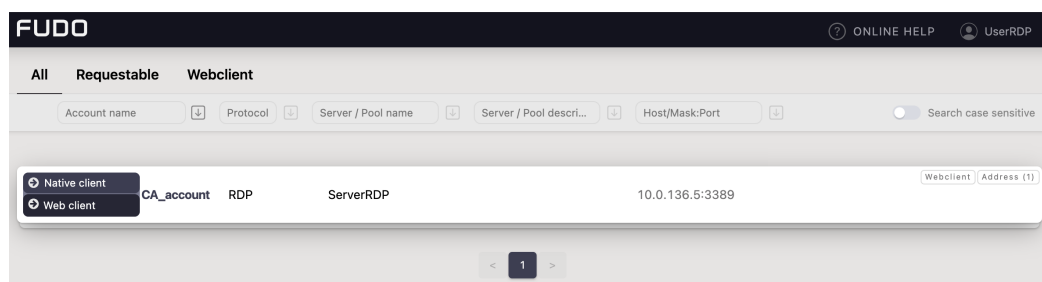 FUDO
? ONLINE HELP UserRDP
All Requestable Webclient
Account name Protocol Server / Pool name Server / Pool descri... Host/Mask:Port Search case sensitive
Webclient Address (1)
Native client
CA_account RDP ServerRDP 10.0.136.5:3389
Web client
< 1 >